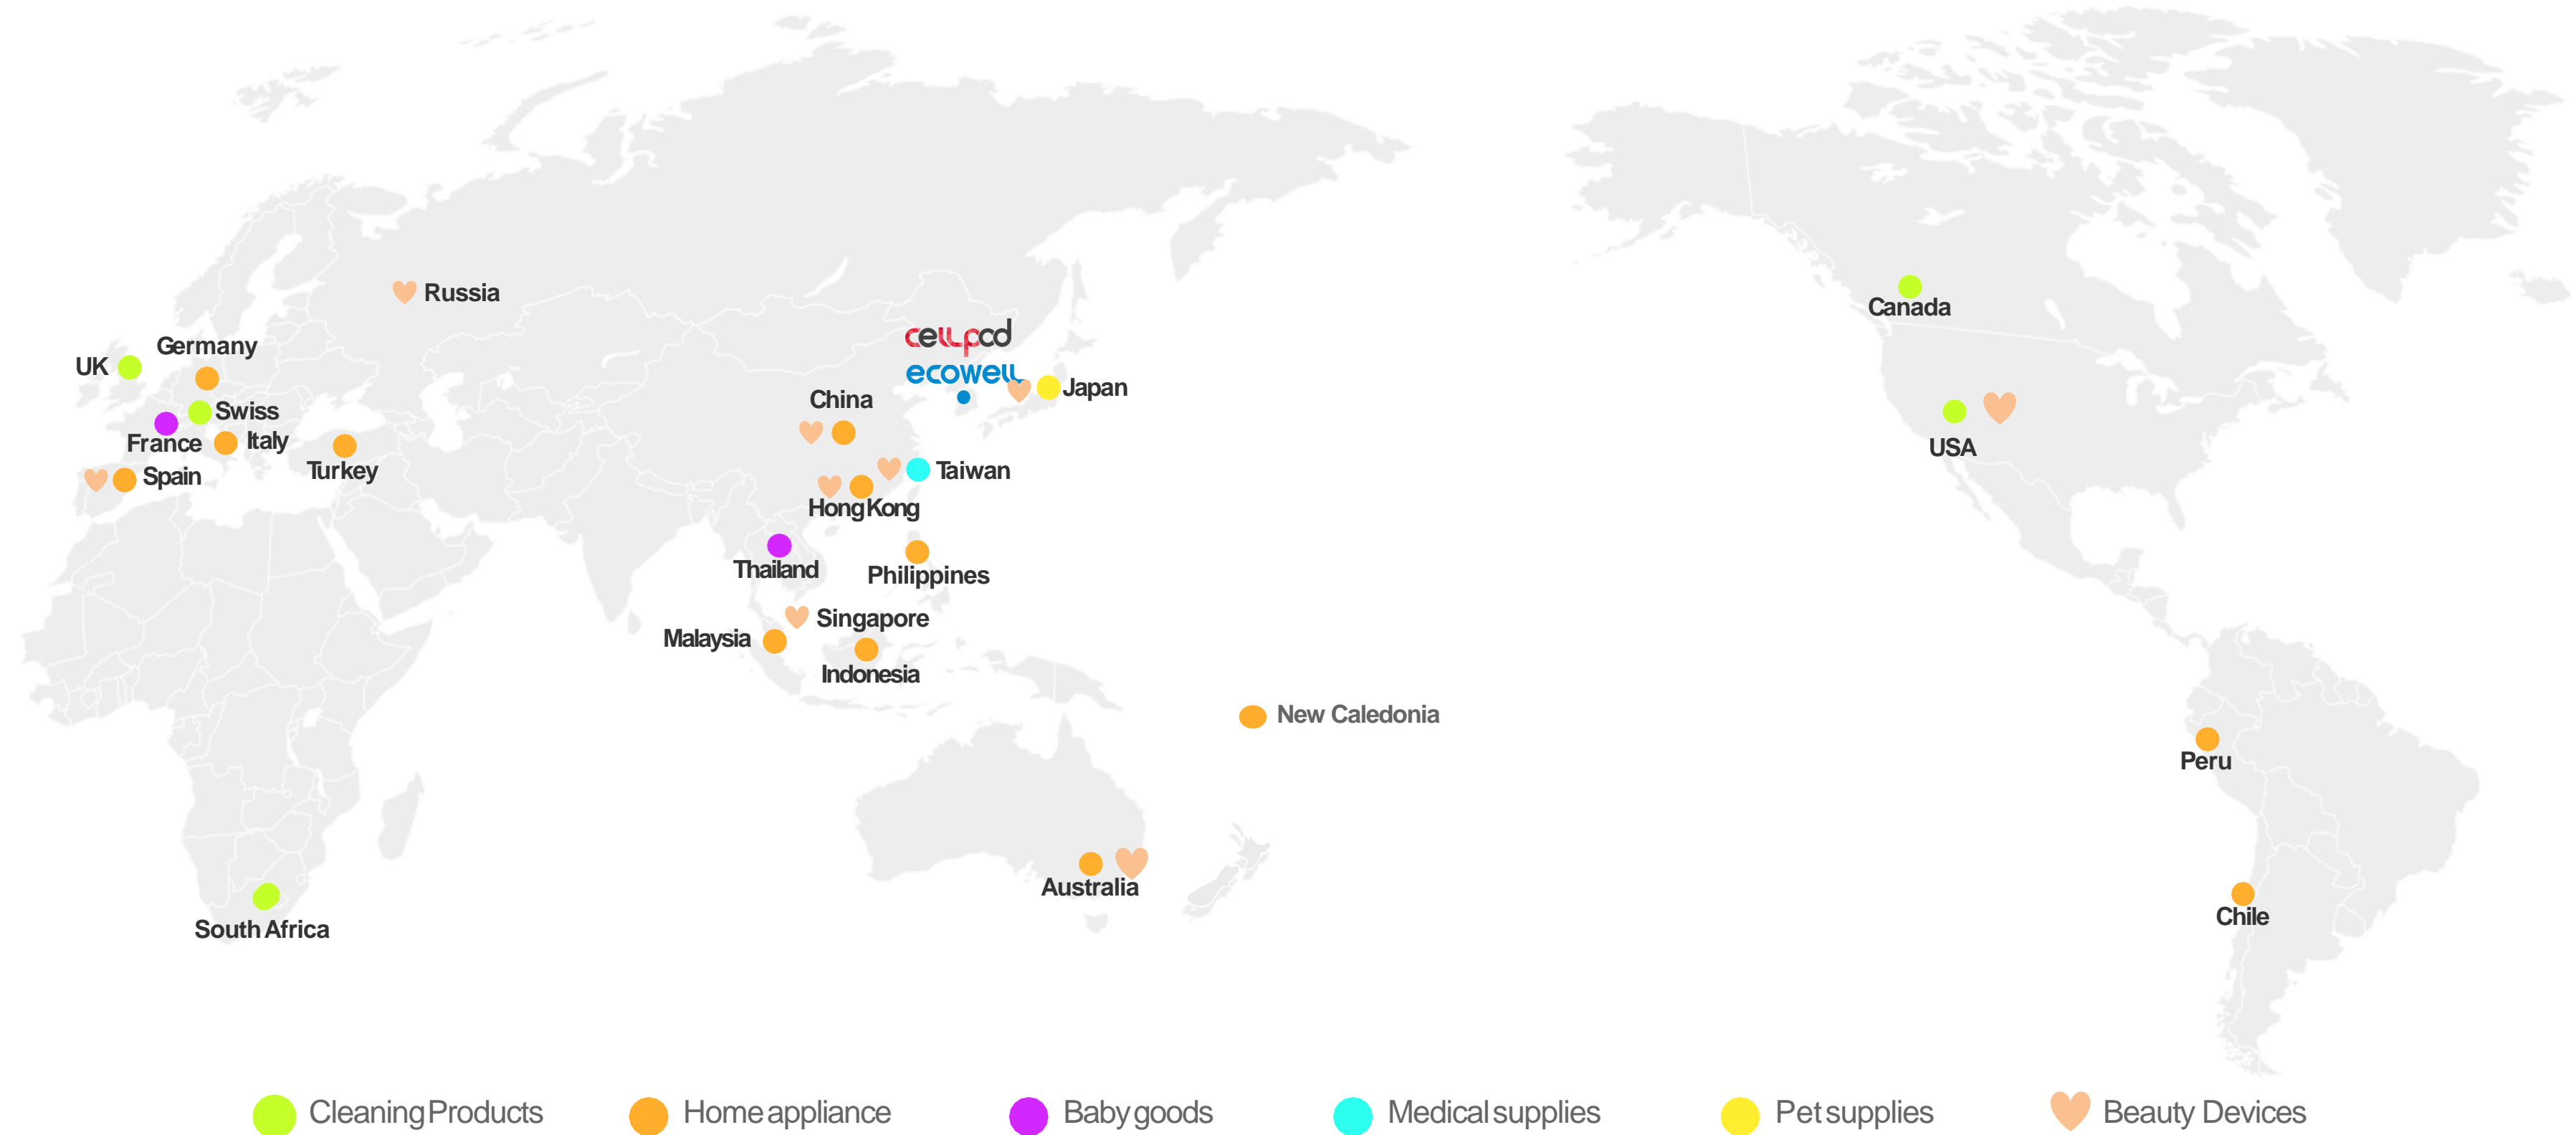 Russia
Germany
UK
Swiss
France
Italy
Turkey
Spain
cellpod
ecowell
Japan
China
Taiwan
Hong Kong
Thailand
Philippines
Singapore
Malaysia
Indonesia
New Caledonia
Australia
South Africa
Canada
USA
Peru
Chile
Cleaning Products
Home appliance
Baby goods
Medical supplies
Pet supplies
Beauty Devices